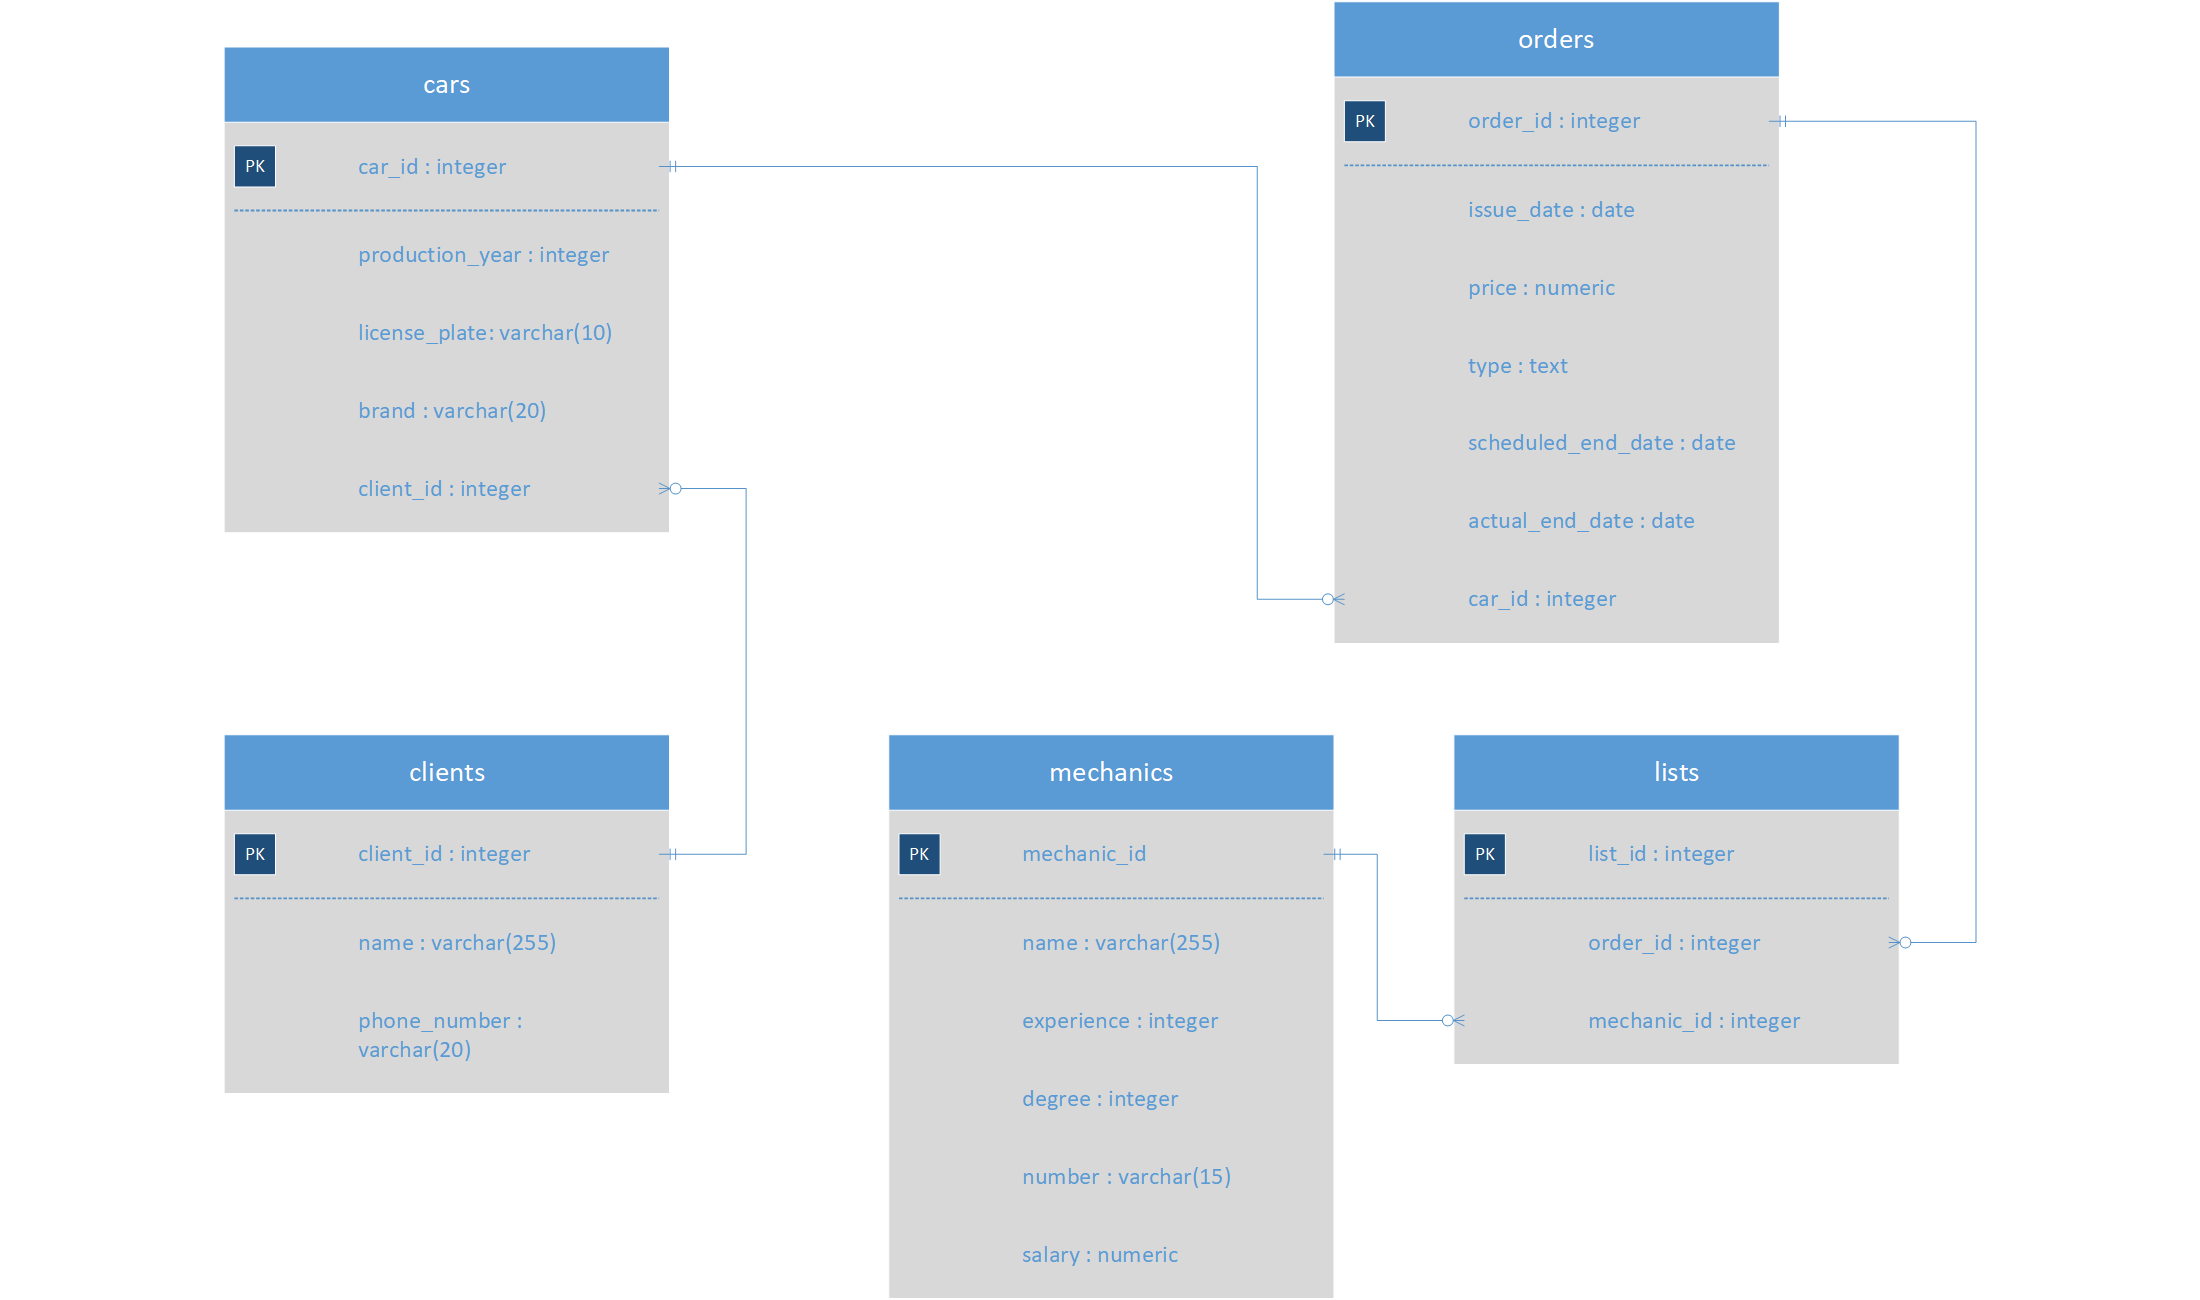 cars
PK
car_id : integer
production_year : integer
license_plate: varchar(10)
brand : varchar(20)
client_id : integer
orders
PK
order_id : integer
issue_date : date
price : numeric
type : text
scheduled_end_date : date
actual_end_date : date
car_id : integer
clients
PK
client_id : integer
name : varchar(255)
phone_number :
varchar(20)
mechanics
PK
mechanic_id
name : varchar(255)
experience : integer
degree : integer
number : varchar(15)
salary : numeric
lists
PK
list_id : integer
order_id : integer
mechanic_id : integer